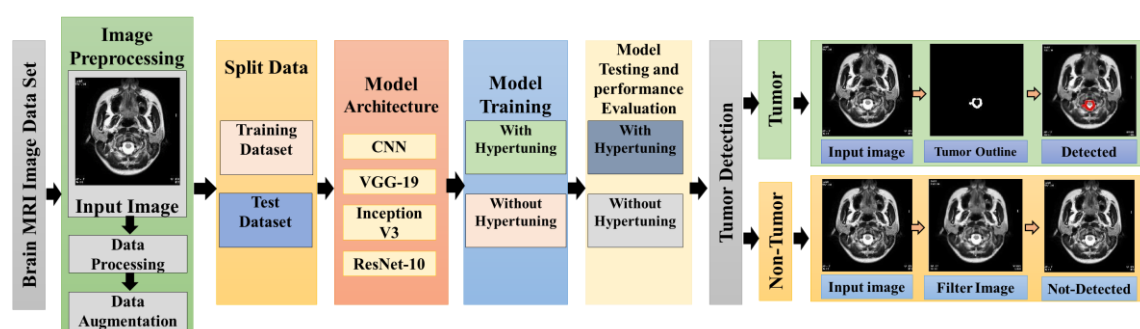 Brain MRI Image Data Set
Image
Preprocessing
Input Image
Data
Processing
Data
Augmentation
Split Data
Training
Dataset
Test
Dataset
Model
Architecture
CNN
VGG-19
Inception
V3
ResNet-10
Model
Training
With
Hypertuning
Without
Hypertuning
Model
Testing and
performance
Evaluation
With
Hypertuning
Without
Hypertuning
Tumor Detection
Tumor
Input image
Tumor Outline
Detected
Non-Tumor
Input image
Filter Image
Not-Detected